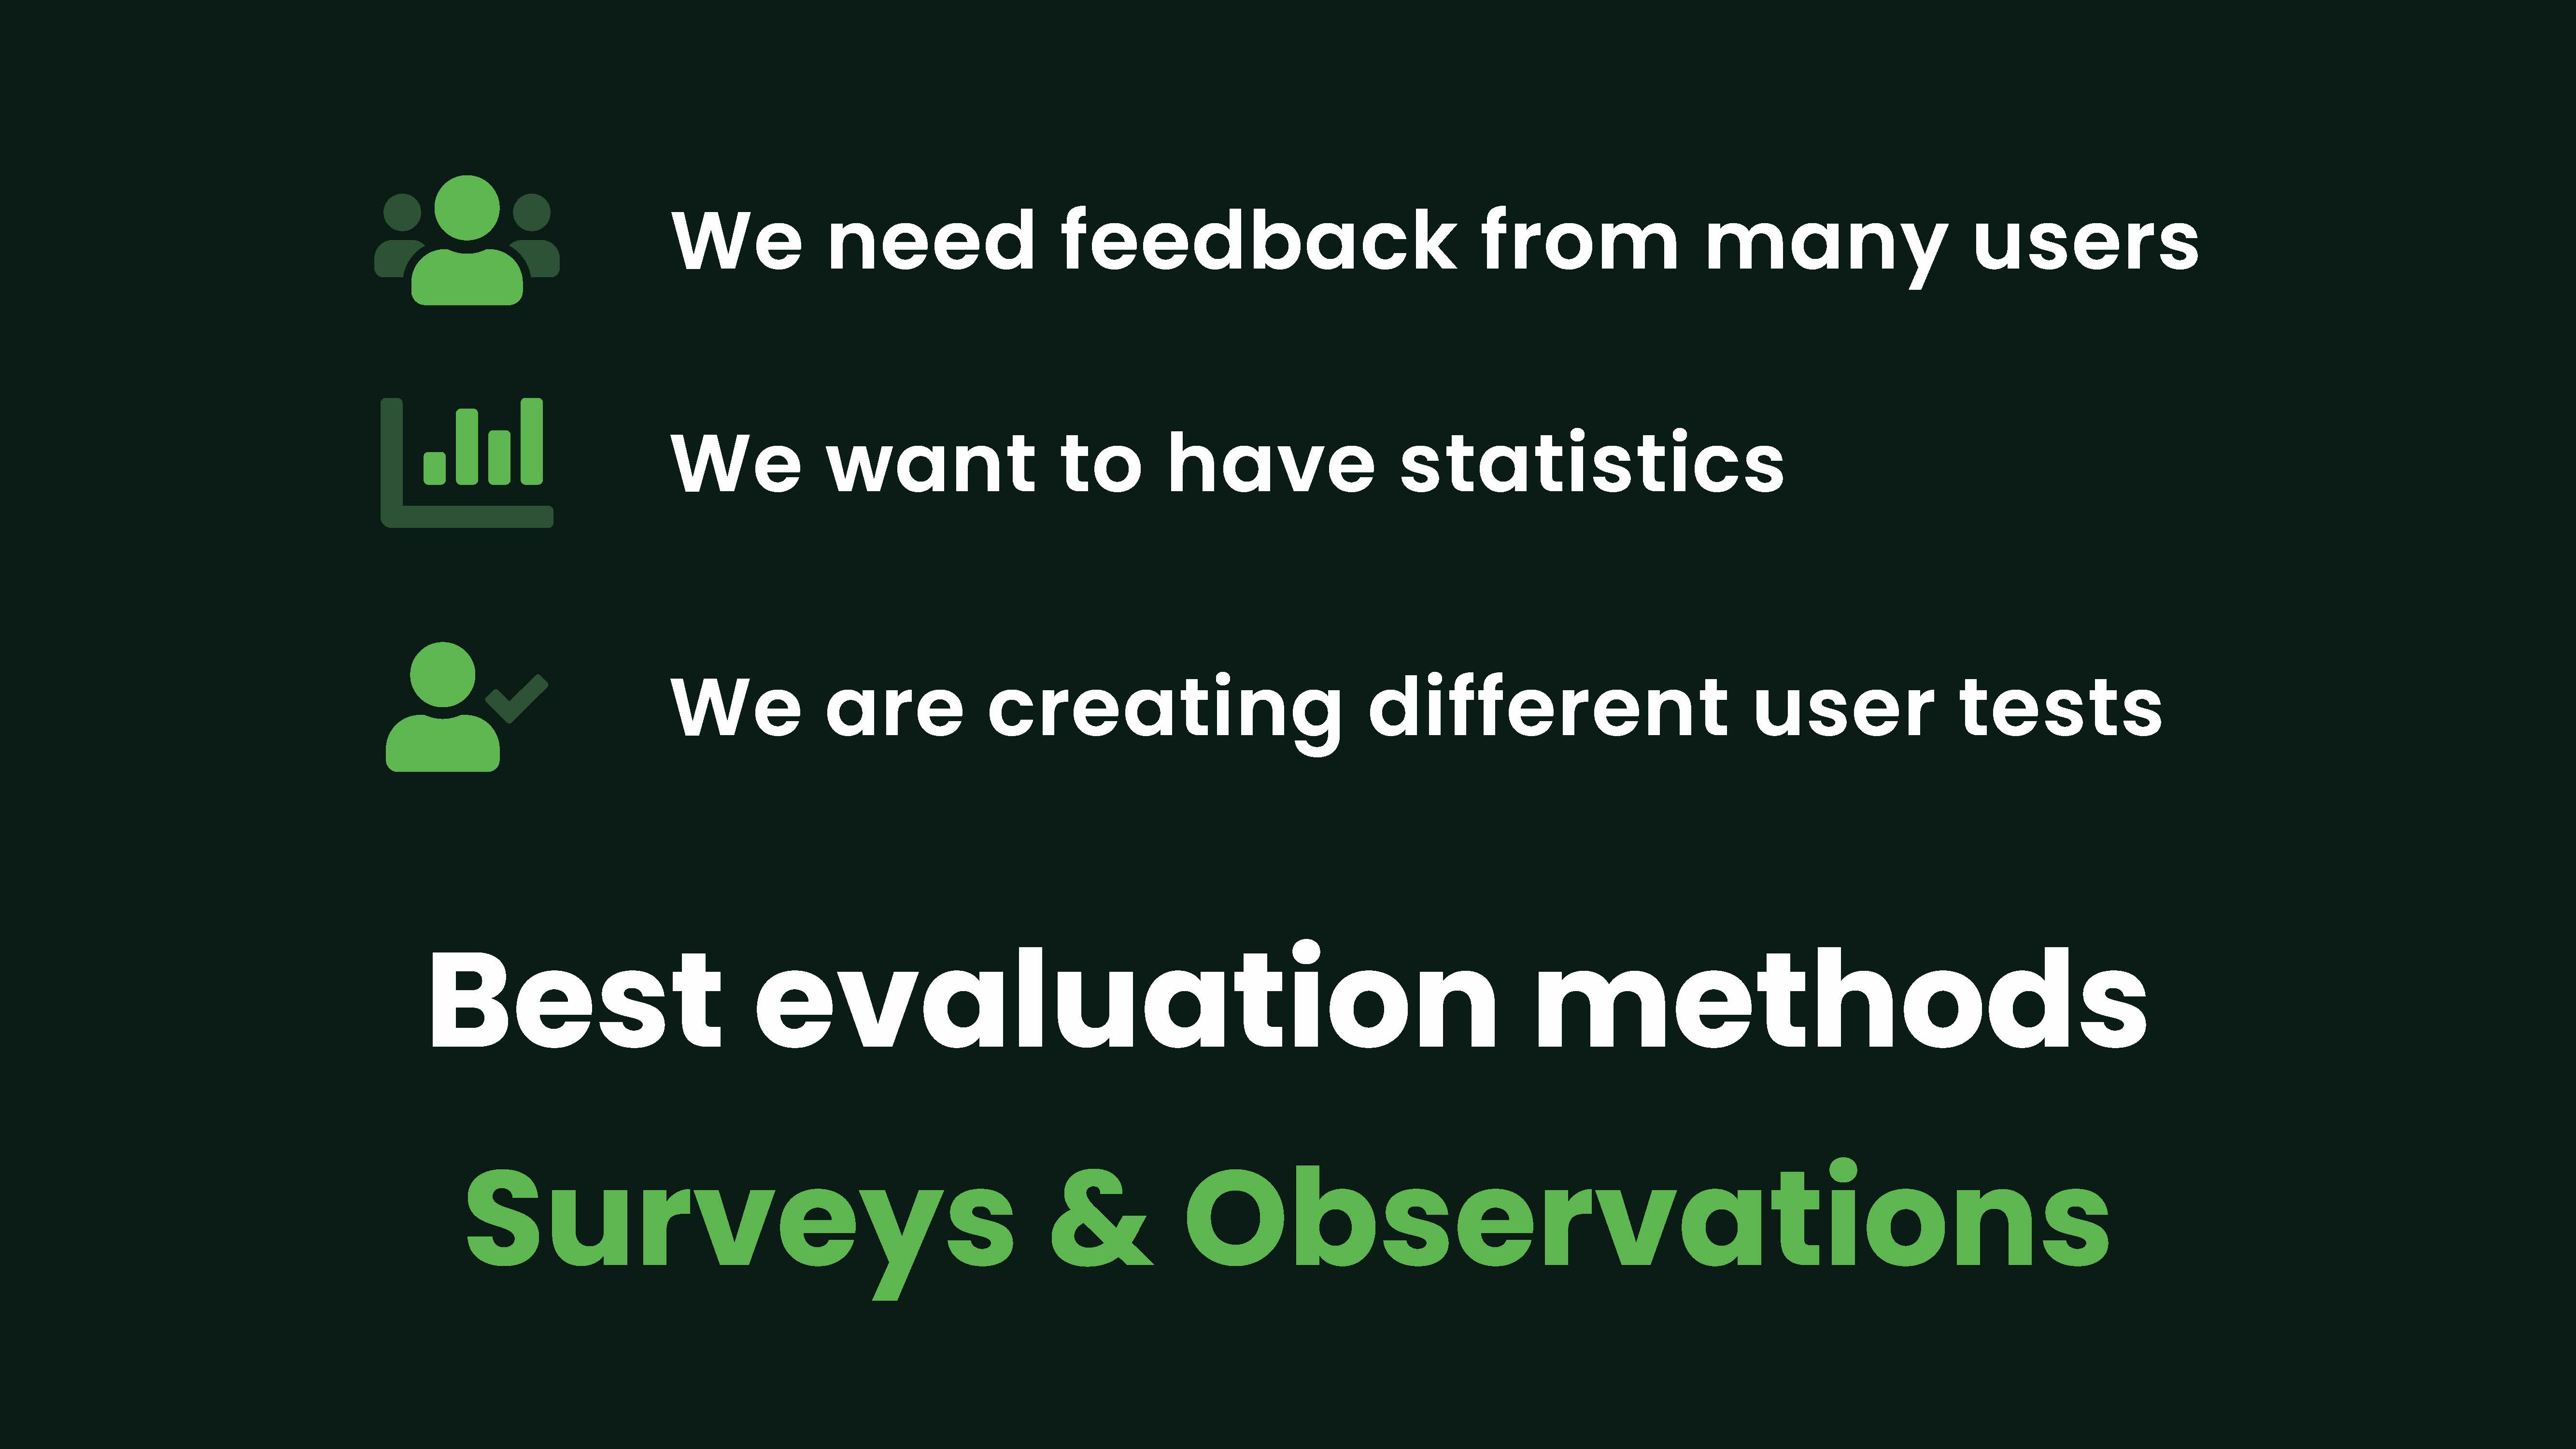 We need feedback from many users
We want to have statistics
We are creating different user tests
Best evaluation methods
Surveys & Observations